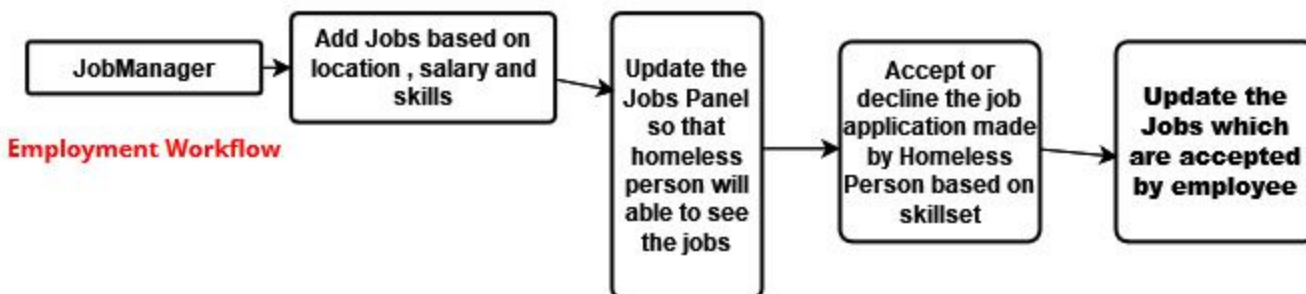 JobManager
Add Jobs based on
location , salary and
skills
Update the
Jobs Panel
so that
homeless
person will
able to see
the jobs
Accept or
decline the job
application made
by Homeless
Person based on
skillset
Update the
Jobs which
are accepted
by employee
Employment Workflow